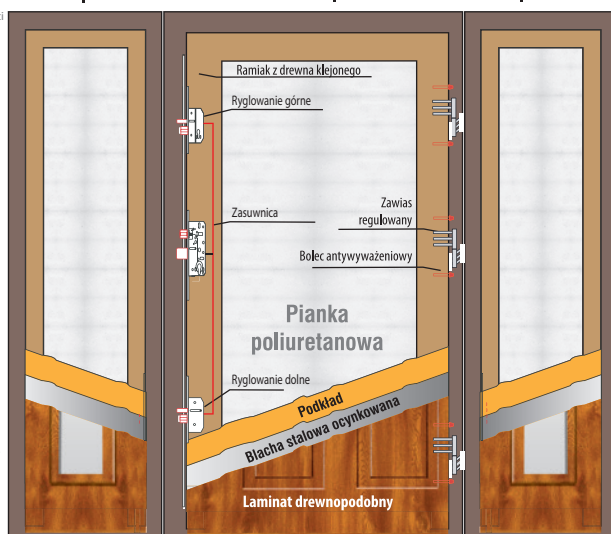 Ramiak z drewna klejonego
Ryglowanie górne
Zasuwnica
Zawias
regulowany
Bolec antywyważeniowy
Pianka
poliuretanowa
Ryglowanie dolne
Podkład
Blacha stalowa ocynkowana
Laminat drewnopodobny